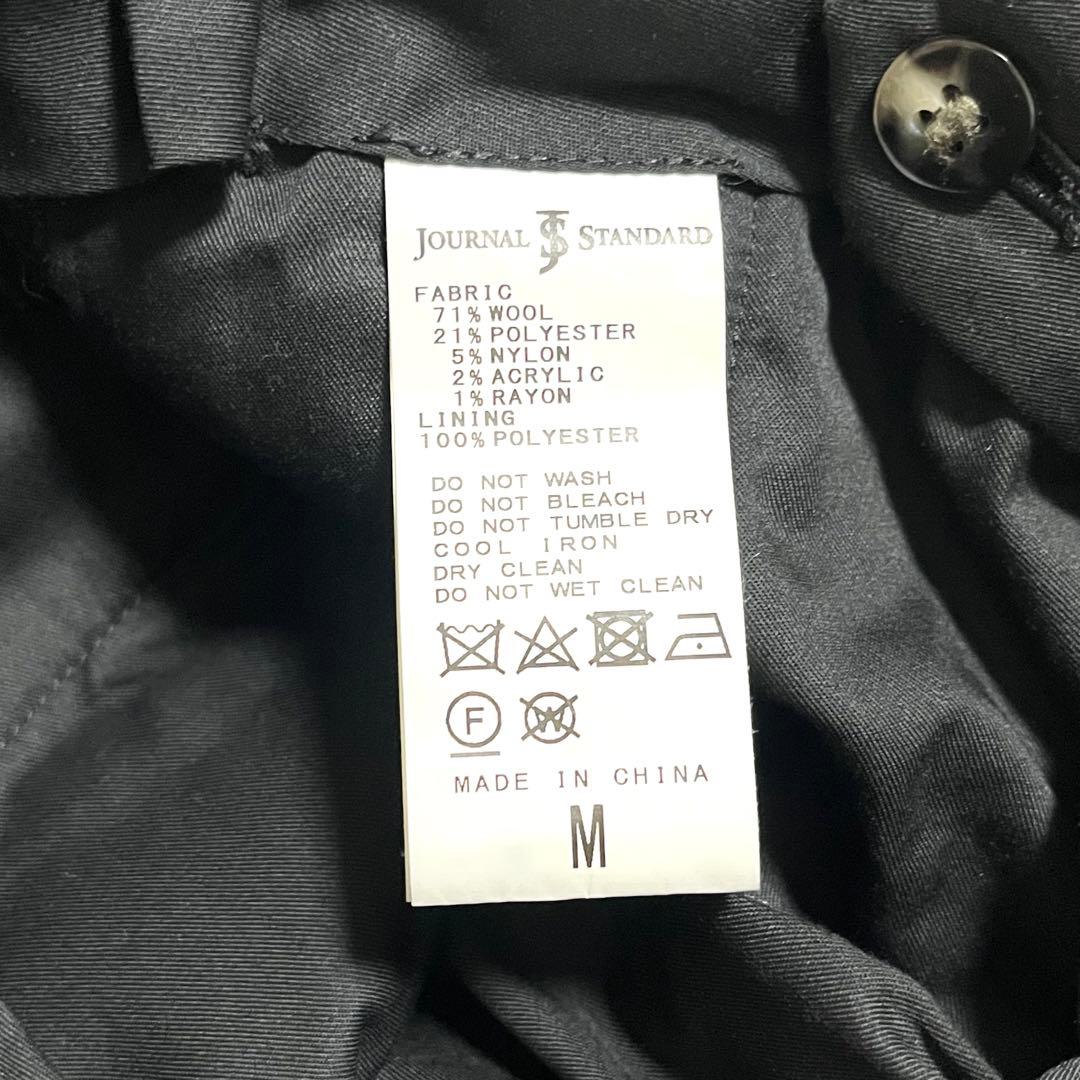 JOURNAL JS STANDARD
FABRIC
71% WOOL
21% POLYESTER
5% NYLON
2% ACRYLIC
1% RAYON
LINING
100% POLYESTER
DO NOT WASH
DO NOT BLEACH
DO NOT TUMBLE DRY
COOL IRON
DRY CLEAN
DO NOT WET CLEAN
F W
MADE IN CHINA
M